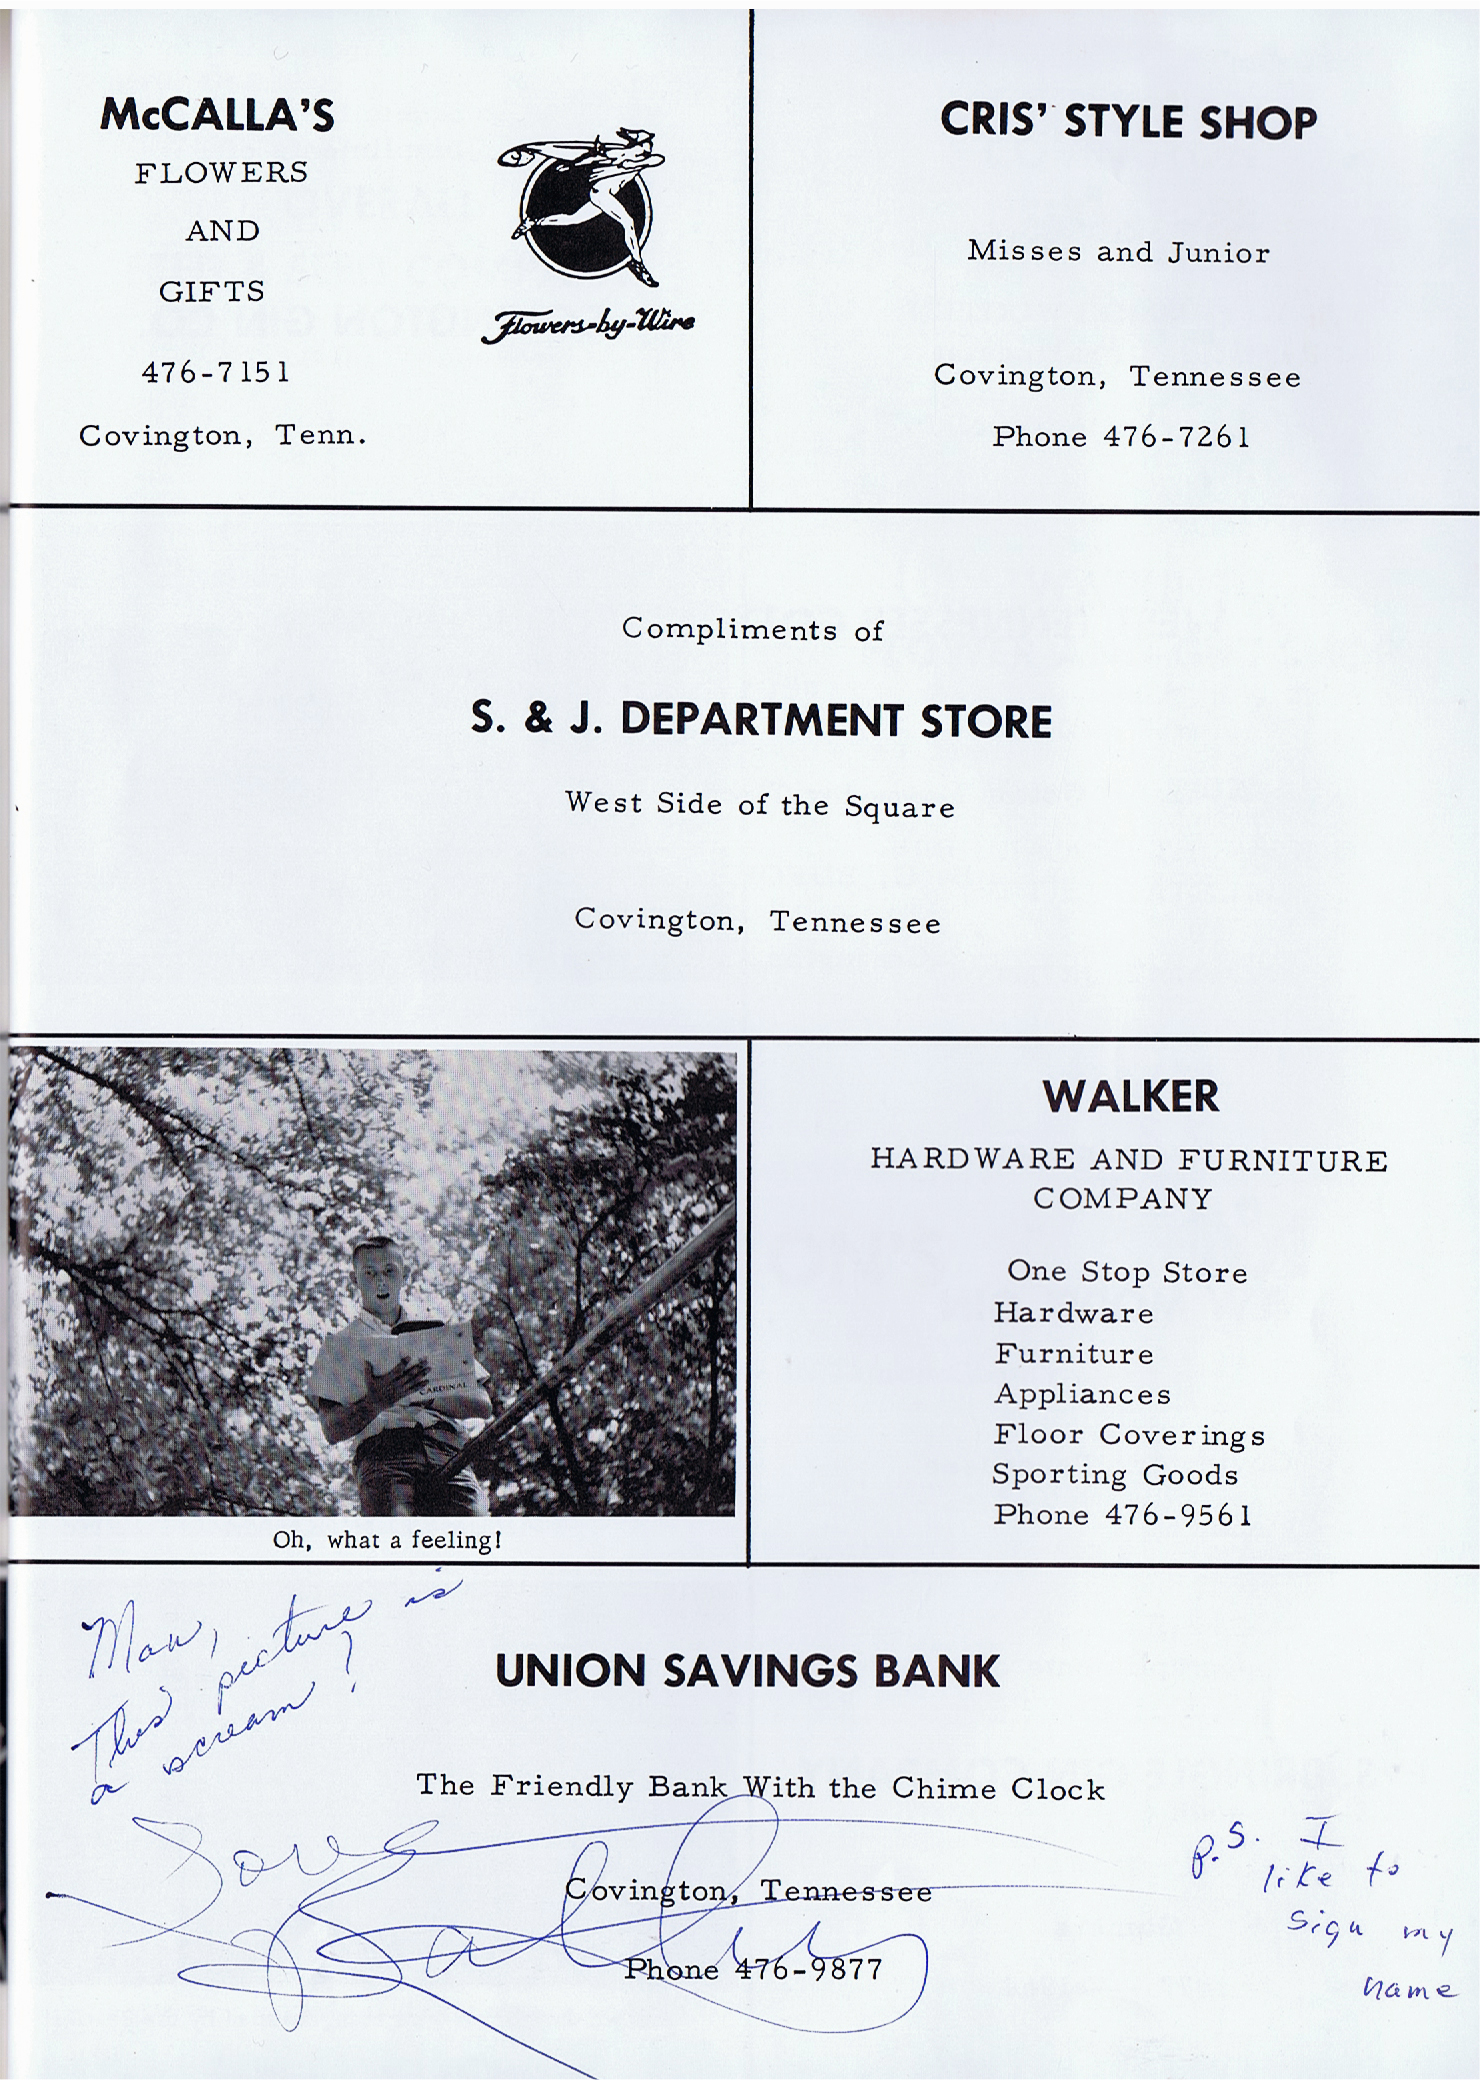 McCALLA'S
FLOWERS
AND
GIFTS
476-7151
Covington, Tenn.
Flowers-by-Wire
CRIS' STYLE SHOP
Misses and Junior
Covington, Tennessee
Phone 476-7261
Compliments of
S. & J. DEPARTMENT STORE
West Side of the Square
Covington, Tennessee
CARDINAL
Oh, what a feeling!
WALKER
HARDWARE AND FURNITURE
COMPANY
One Stop Store
Hardware
Furniture
Appliances
Floor Coverings
Sporting Goods
Phone 476-9561
Man,
This picture is
a scream!
UNION SAVINGS BANK
The Friendly Bank With the Chime Clock
Covington, Tennessee
Phone 476-9877
Love
P.S. I
like to
sign my
name